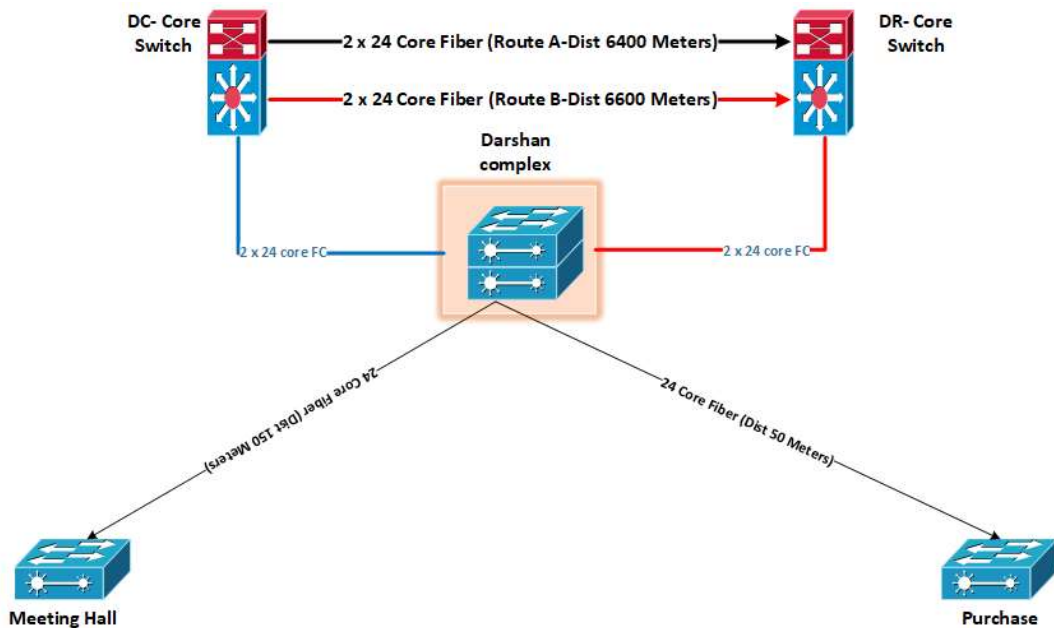 DC- Core
Switch
2 x 24 Core Fiber (Route A-Dist 6400 Meters)
DR- Core
Switch
2 x 24 Core Fiber (Route B-Dist 6600 Meters)
Darshan
complex
2 x 24 core FC
2 x 24 core FC
24 Core Fiber (Dist 150 Meters)
24 Core Fiber (Dist 50 Meters)
Meeting Hall
Purchase